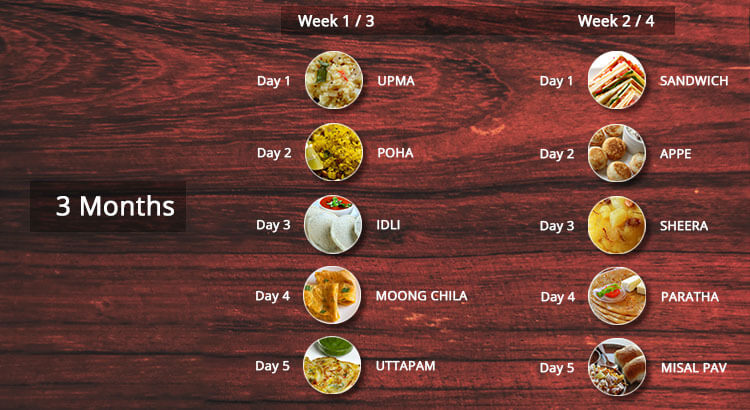 Week 1 / 3
Week 2 / 4
3 Months
Day 1 UPMA
Day 2 POHA
Day 3 IDLI
Day 4 MOONG CHILA
Day 5 UTTAPAM
Day 1 SANDWICH
Day 2 APPE
Day 3 SHEERA
Day 4 PARATHA
Day 5 MISAL PAV